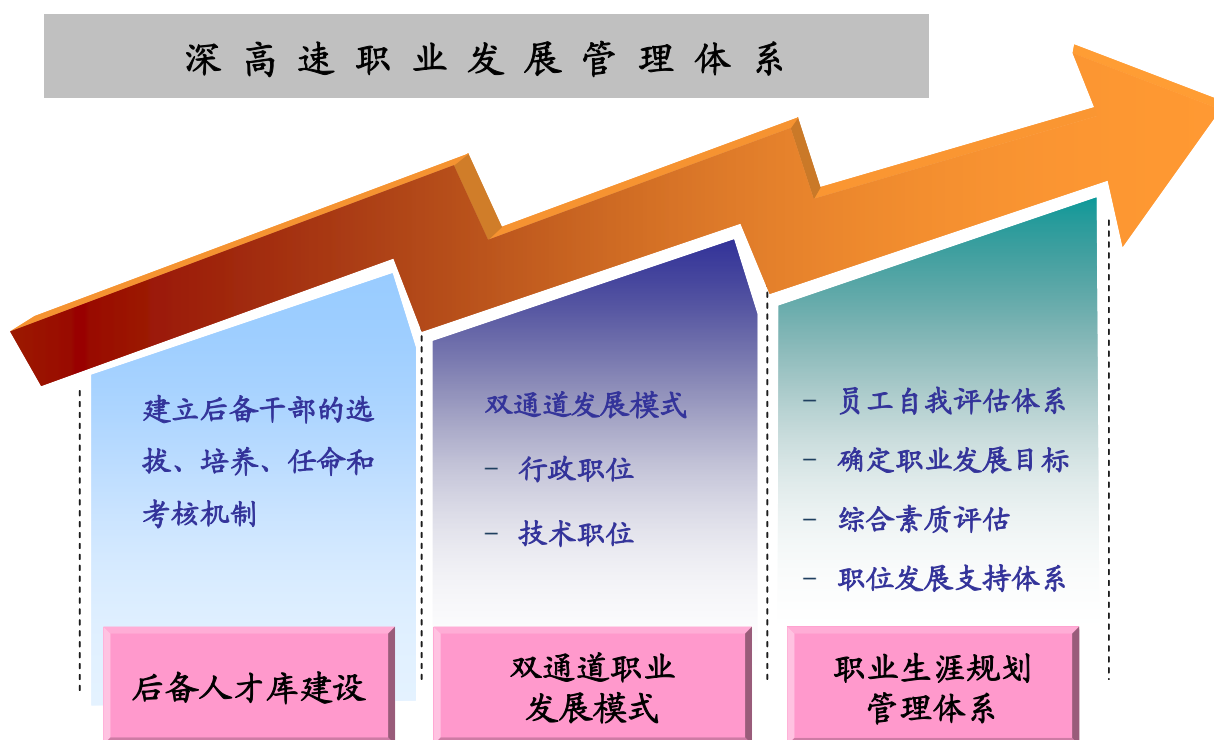 深高速职业发展管理体系
建立后备干部的选
拔、培养、任命和
考核机制
双通道发展模式
- 行政职位
- 技术职位
- 员工自我评估体系
- 确定职业发展目标
- 综合素质评估
- 职位发展支持体系
后备人才库建设
双通道职业
发展模式
职业生涯规划
管理体系